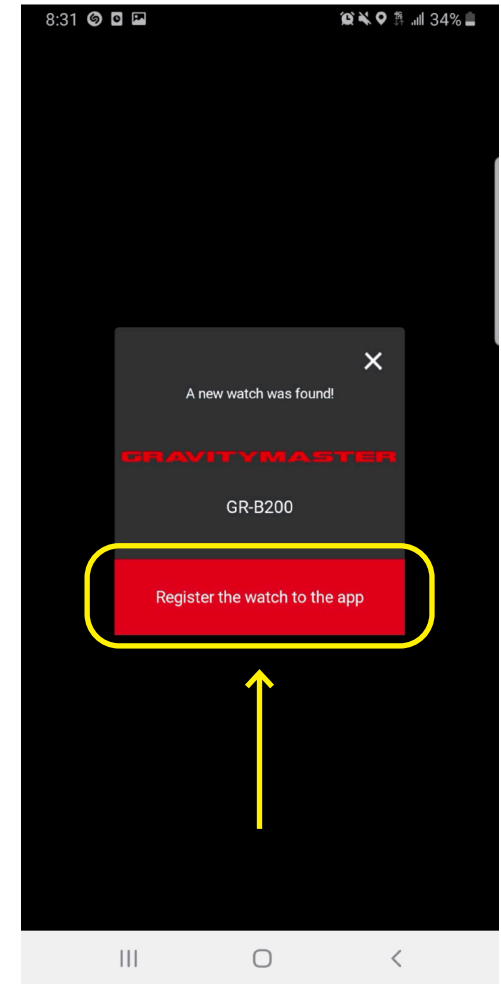 8:31 34%
A new watch was found!
GRAVITYMASTER
GR-B200
Register the watch to the app